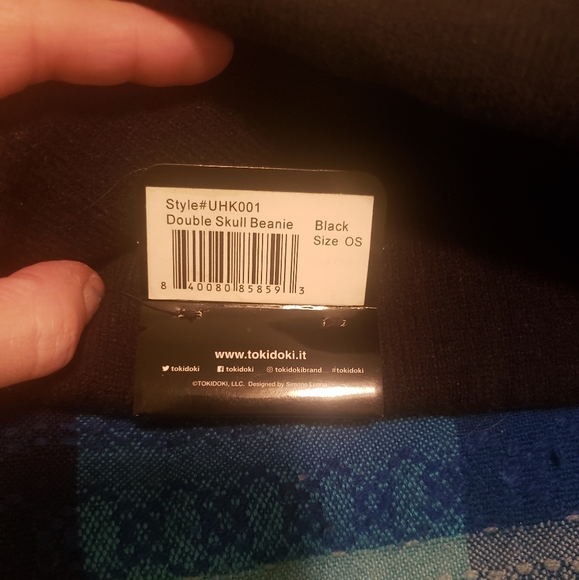 Style#UHK001
Double Skull Beanie
Black
Size OS
8 40080 85859 3
www.tokidoki.it
tokidoki tokidoki tokidokibrand #tokidoki
©TOKIDOKI, LLC. Designed by Simone Legno